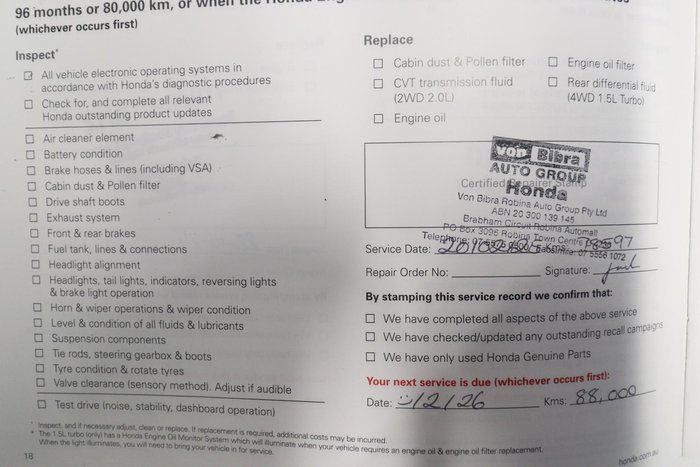 96 months or 80,000 km, or when the Honda
(whichever occurs first)
Inspect*
All vehicle electronic operating systems in
accordance with Honda's diagnostic procedures
Check for, and complete all relevant
Honda outstanding product updates
Air cleaner element
Battery condition
Brake hoses & lines (including VSA)
Cabin dust & Pollen filter
Drive shaft boots
Exhaust system
Front & rear brakes
Fuel tank, lines & connections
Headlight alignment
Headlights, tail lights, indicators, reversing lights
& brake light operation
Horn & wiper operations & wiper condition
Level & condition of all fluids & lubricants
Suspension components
Tie rods, steering gearbox & boots
Tyre condition & rotate tyres
Valve clearance (sensory method). Adjust if audible
Test drive (noise, stability, dashboard operation)
Replace
Cabin dust & Pollen filter
CVT transmission fluid
(2WD 2.0L)
Engine oil
Engine oil filter
Rear differential fluid
(4WD 1.5L Turbo)
Von Bibra
AUTO GROUP
Certified Repairer Stamp
Honda
Von Bibra Robina Auto Group Pty Ltd
ABN 20 300 139 145
Brabham Circuit Robina Automall
PO Box 3096 Robina Town Centre
Service Date:
Repair Order No: Signature:
By stamping this service record we confirm that:
We have completed all aspects of the above service
We have checked/updated any outstanding recall campaigns
We have only used Honda Genuine Parts
Your next service is due (whichever occurs first):
Date: /2/26 Kms: 88,000
* Inspect, and if necessary adjust, clean or replace. If replacement is required, additional costs may be incurred.
* The 1.5L turbo (only) has a Honda Engine Oil Monitor System which will illuminate when your vehicle requires an engine oil & engine oil filter replacement.
When the light illuminates, you will need to bring your vehicle in for service.
18
honda.com.au